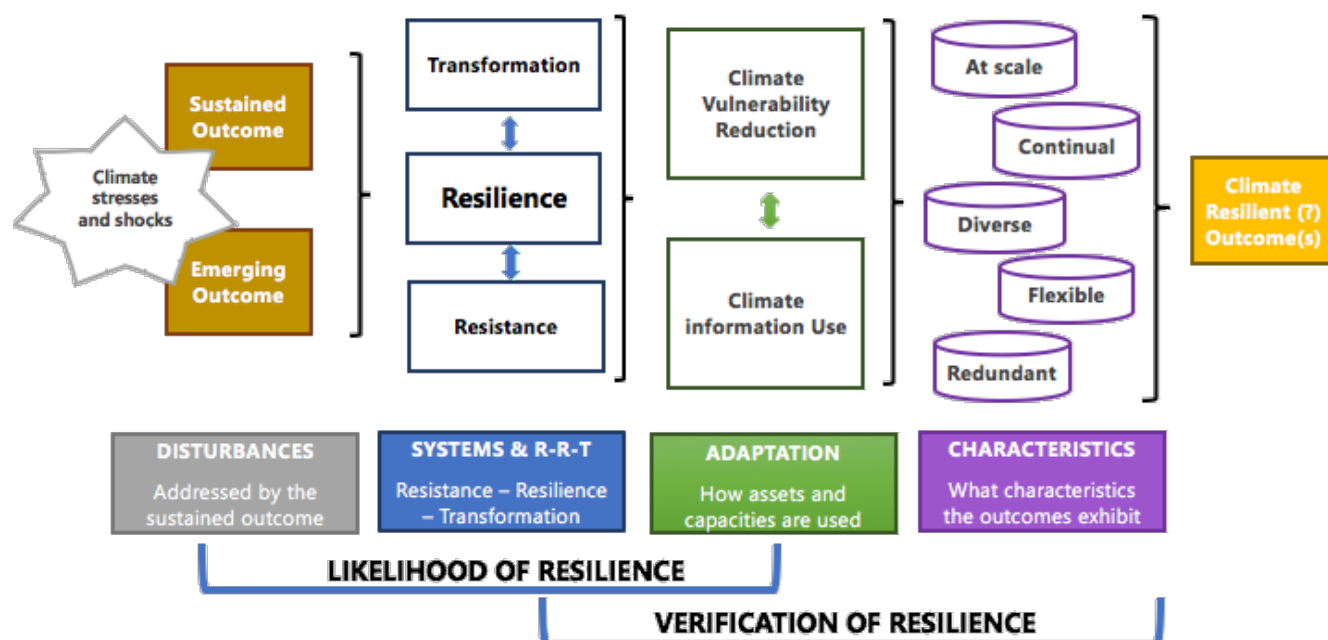 Sustained
Outcome
Climate
stresses
and shocks
Emerging
Outcome
Transformation
Resilience
Resistance
Climate
Vulnerability
Reduction
Climate
information Use
At scale
Continual
Diverse
Flexible
Redundant
Climate
Resilient (?)
Outcome(s)
DISTURBANCES
Addressed by the
sustained outcome
SYSTEMS & R-R-T
Resistance – Resilience
– Transformation
ADAPTATION
How assets and
capacities are used
CHARACTERISTICS
What characteristics
the outcomes exhibit
LIKELIHOOD OF RESILIENCE
VERIFICATION OF RESILIENCE